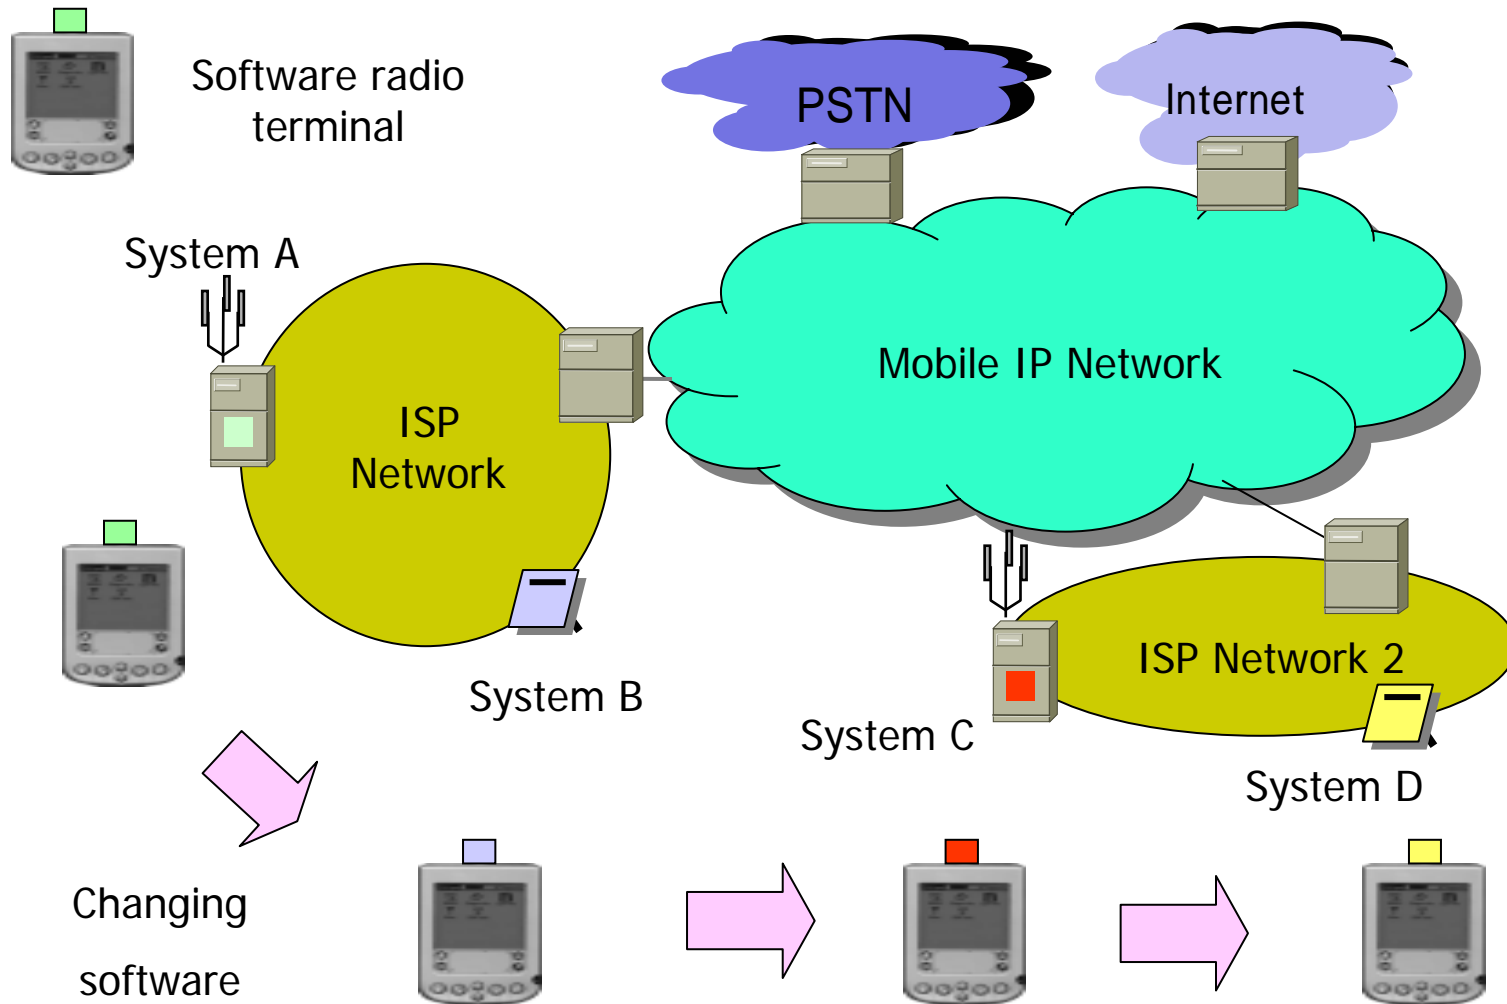 Software radio
terminal
PSTN
Internet
System A
Mobile IP Network
ISP
Network
ISP Network 2
System B
System C
System D
Changing
software